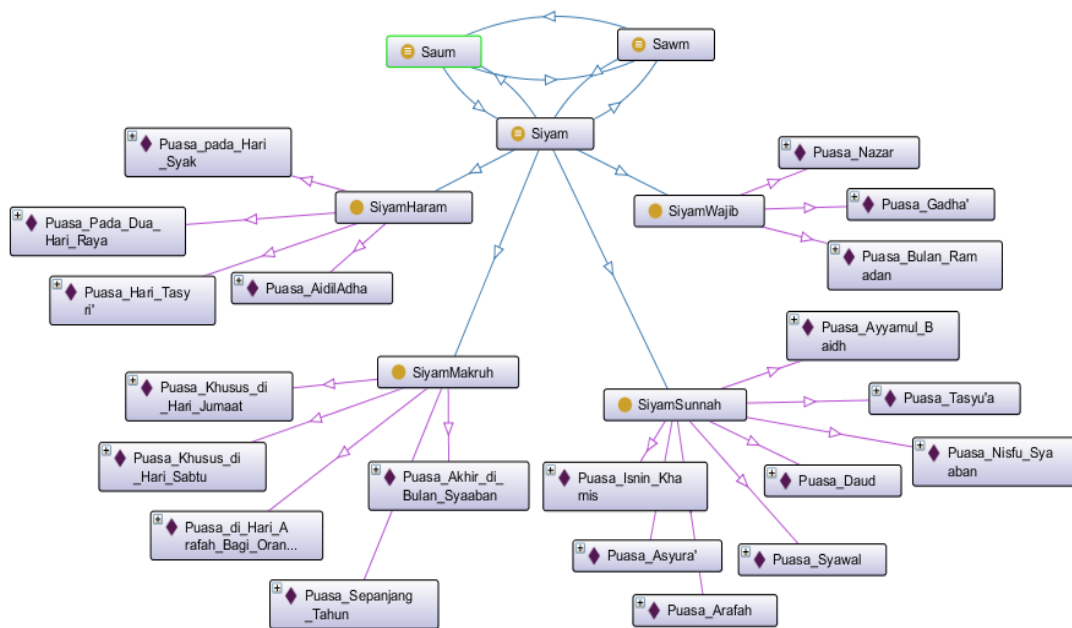 Saum
Sawm
Siyam
Puasa_pada_Hari
_Syak
Puasa_Nazar
SiyamHaram
SiyamWajib
Puasa_Gadha'
Puasa_Pada_Dua_
Hari_Raya
Puasa_Bulan_Ram
adan
Puasa_Hari_Tasy
ri'
Puasa_AidilAdha
Puasa_Ayyamul_B
aidh
SiyamMakruh
Puasa_Khusus_di
_Hari_Jumaat
SiyamSunnah
Puasa_Tasyu'a
Puasa_Khusus_di
_Hari_Sabtu
Puasa_Akhir_di_
Bulan_Syaaban
Puasa_Isnin_Kha
mis
Puasa_Daud
Puasa_Nisfu_Sya
aban
Puasa_di_Hari_A
rafah_Bagi_Oran...
Puasa_Asyura'
Puasa_Syawal
Puasa_Sepanjang
_Tahun
Puasa_Arafah